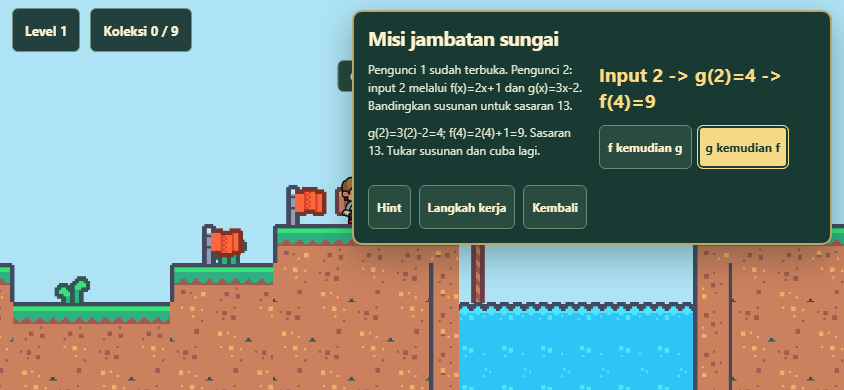 Level 1
Koleksi 0 / 9
Misi jambatan sungai
Pengunci 1 sudah terbuka. Pengunci 2:
input 2 melalui f(x)=2x+1 dan g(x)=3x-2.
Bandingkan susunan untuk sasaran 13.
g(2)=3(2)-2=4; f(4)=2(4)+1=9. Sasaran
13. Tukar susunan dan cuba lagi.
Input 2 -> g(2)=4 ->
f(4)=9
f kemudian g
g kemudian f
Hint
Langkah kerja
Kembali